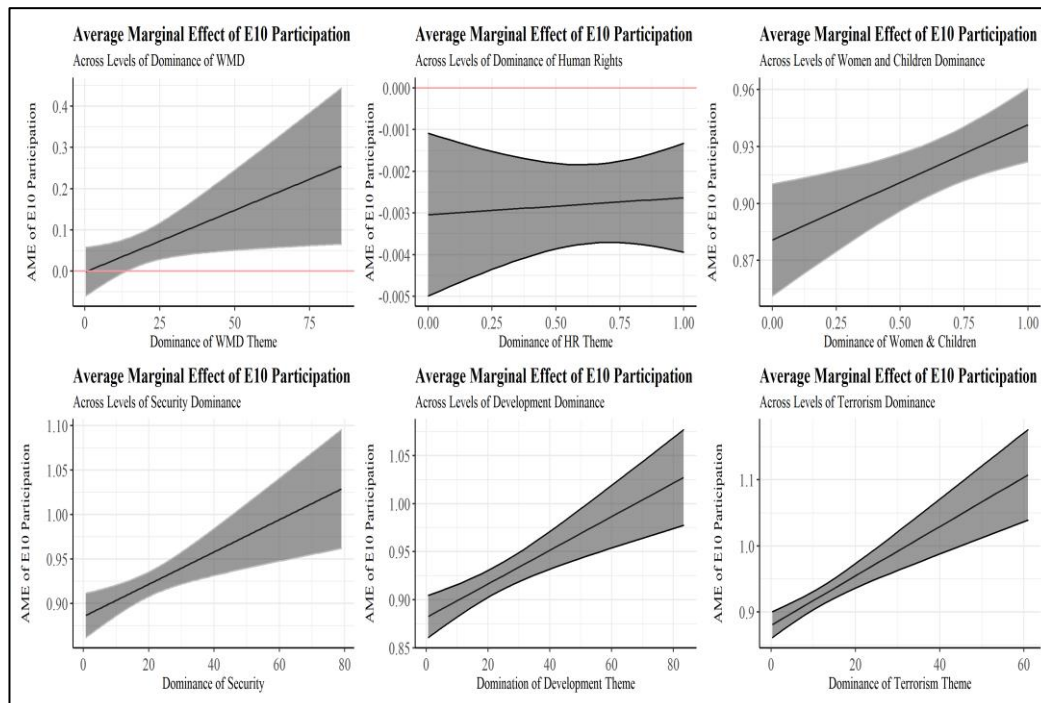 Average Marginal Effect of E10 Participation
Across Levels of Dominance of WMD
AME of E10 Participation
0.4
0.3
0.2
0.1
0.0
0
25
50
75
Dominance of WMD Theme
Average Marginal Effect of E10 Participation
Across Levels of Dominance of Human Rights
AME of E10 Participation
0.000
-0.001
-0.002
-0.003
-0.004
-0.005
0.00
0.25
0.50
0.75
1.00
Dominance of HR Theme
Average Marginal Effect of E10 Participation
Across Levels of Women and Children Dominance
AME of E10 Participation
0.96
0.93
0.90
0.87
0.00
0.25
0.50
0.75
1.00
Dominance of Women & Children
Average Marginal Effect of E10 Participation
Across Levels of Security Dominance
AME of E10 Participation
1.10
1.05
1.00
0.95
0.90
0
20
40
60
80
Dominance of Security
Average Marginal Effect of E10 Participation
Across Levels of Development Dominance
AME of E10 Participation
1.05
1.00
0.95
0.90
0.85
0
20
40
60
80
Domination of Development Theme
Average Marginal Effect of E10 Participation
Across Levels of Terrorism Dominance
AME of E10 Participation
1.1
1.0
0.9
0
20
40
60
Dominance of Terrorism Theme